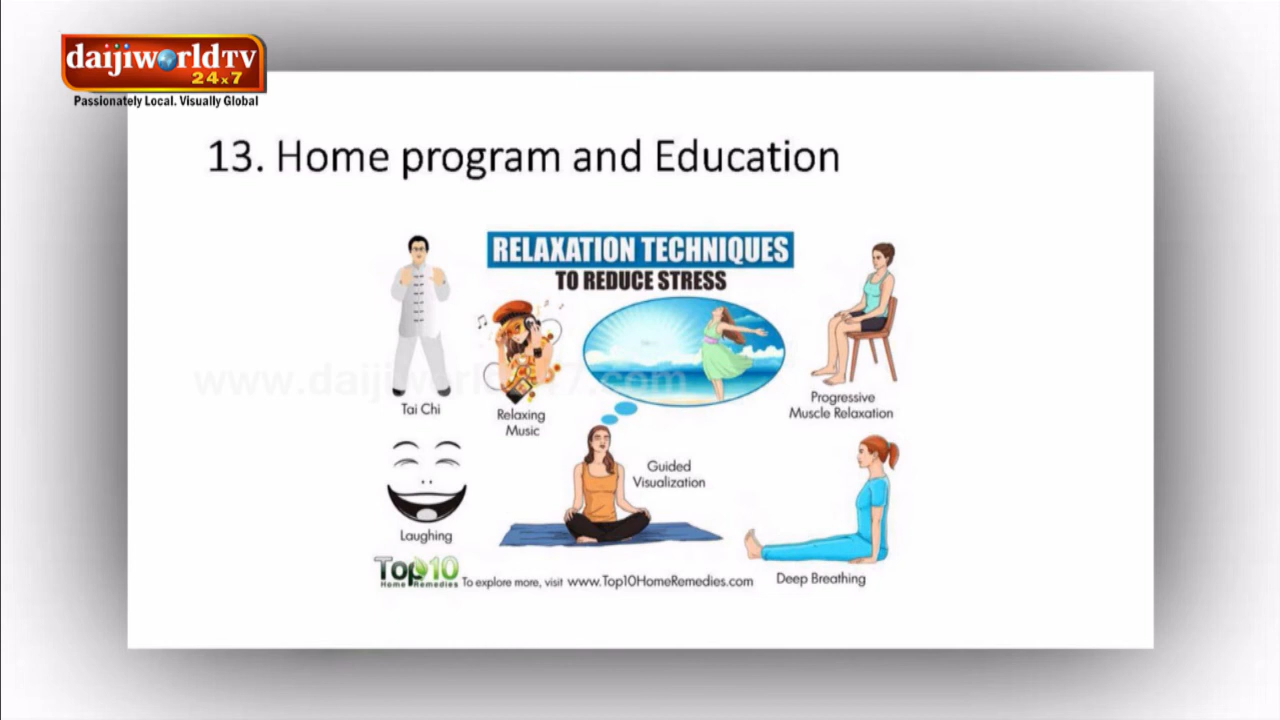 daijiworldTV
24x7
Passionately Local. Visually Global
13. Home program and Education
RELAXATION TECHNIQUES
TO REDUCE STRESS
Tai Chi
Relaxing
Music
Progressive
Muscle Relaxation
Guided
Visualization
Laughing
Deep Breathing
Top10
Home Remedies
To explore more, visit www.Top10HomeRemedies.com